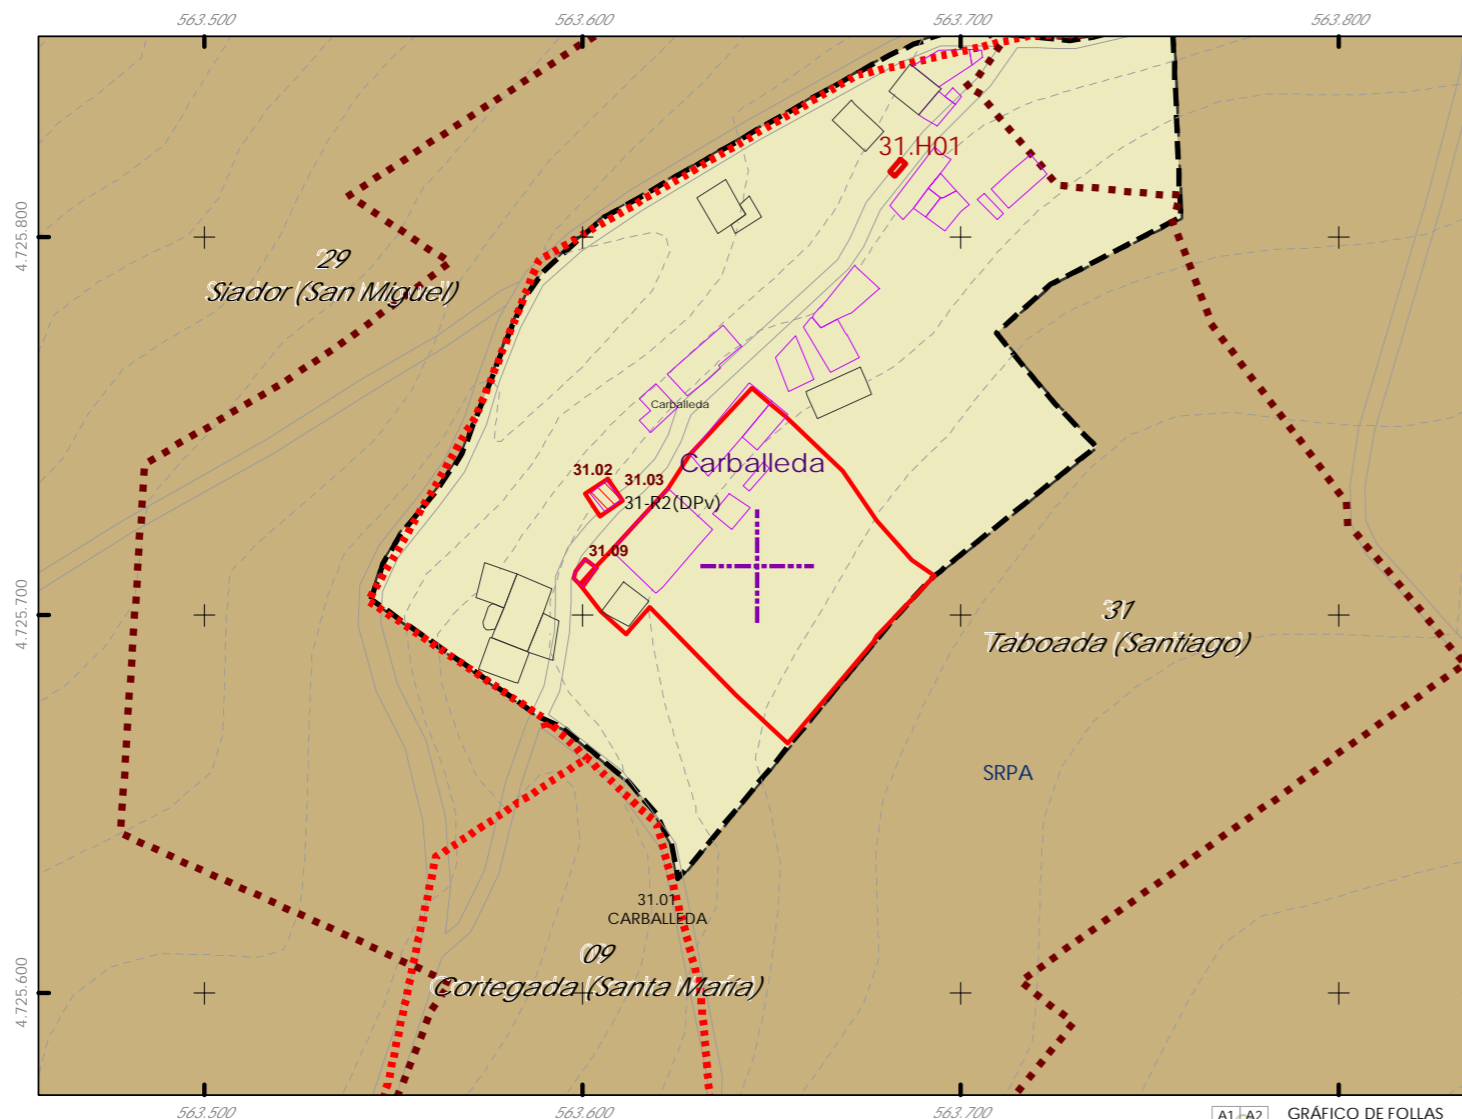 563.500
563.600
563.700
563.800
31.H01
4.725.800
29
Siador (San Miguel)
Carballeda
Carballeda
31.02
31.03
31-R2(DPv)
31.09
4.725.700
31
Taboada (Santiago)
SRPA
31.01
CARBALLEDA
09
Cortegada (Santa María)
4.725.600
563.500
563.600
563.700
A1 A2
GRÁFICO DE FOLLAS